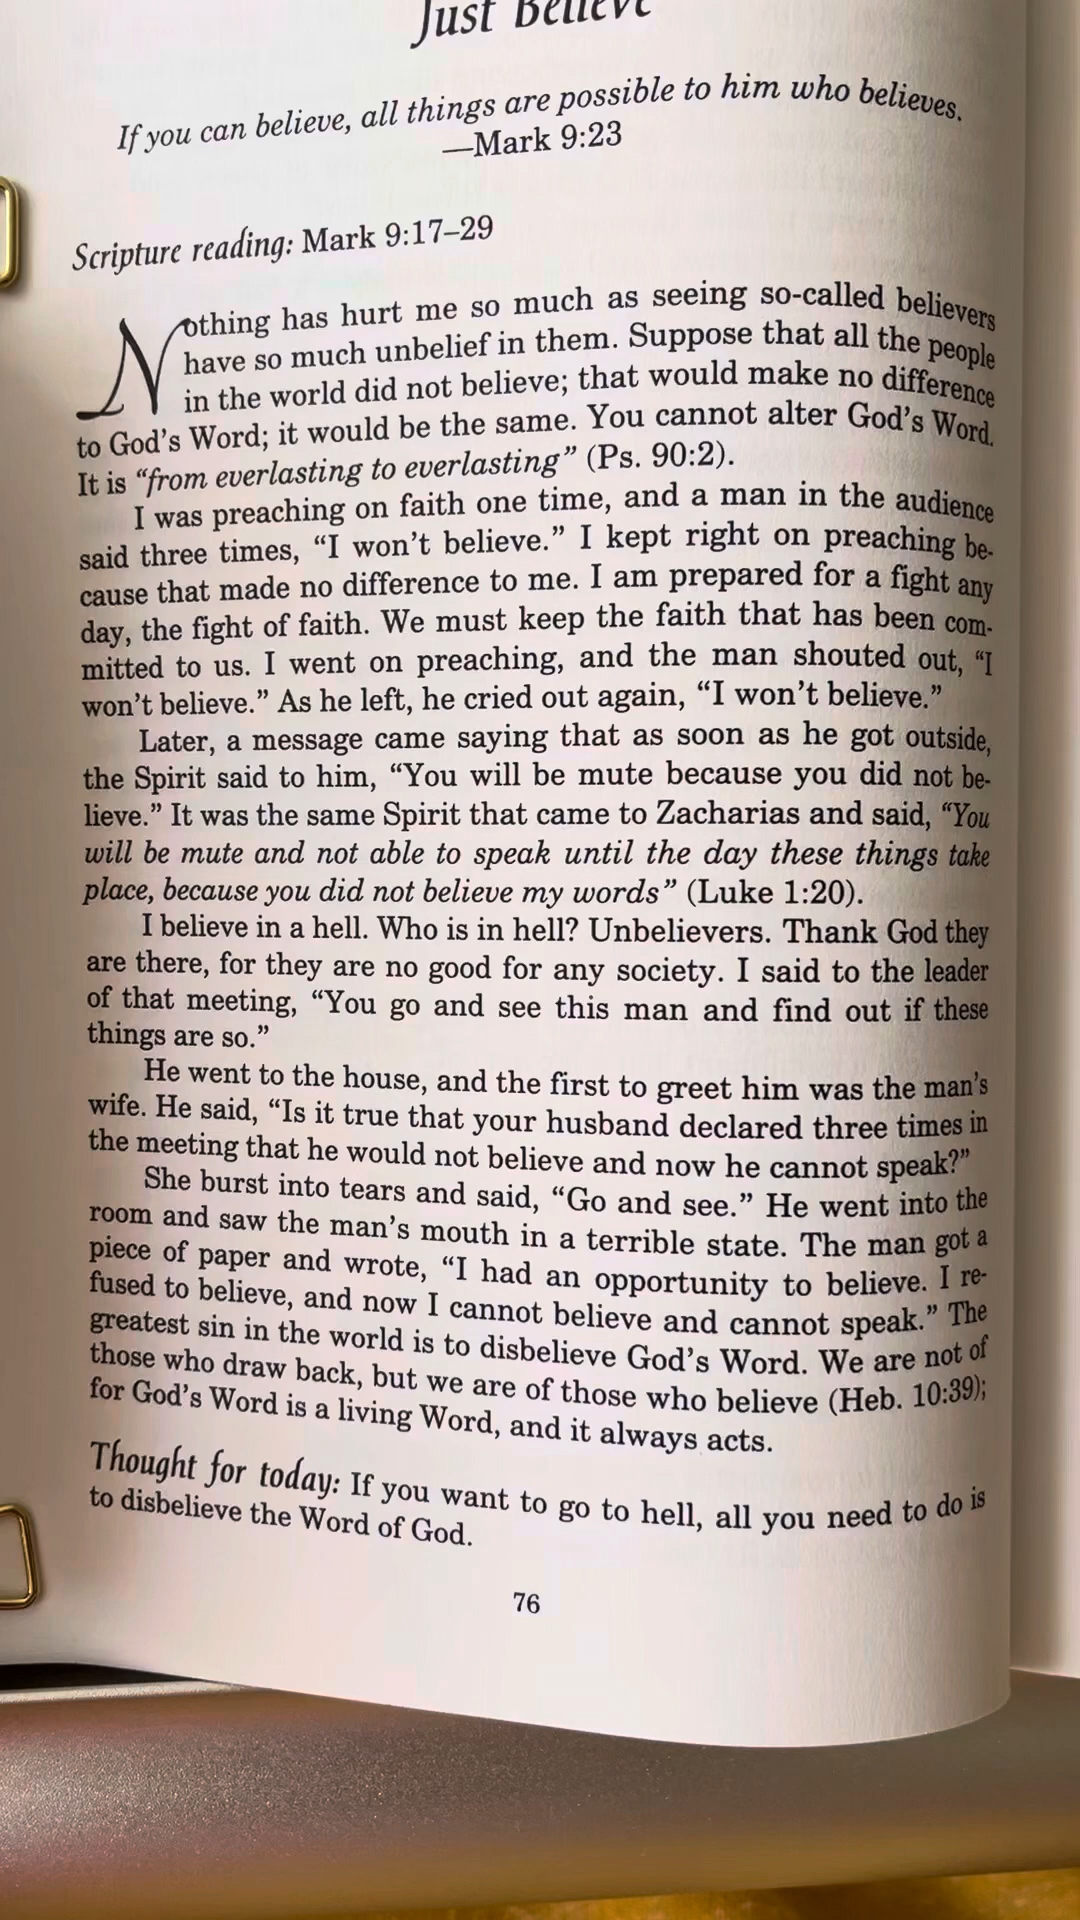 Just Believe
If you can believe, all things are possible to him who believes.
—Mark 9:23
Scripture reading: Mark 9:17–29
Nothing has hurt me so much as seeing so-called believers
have so much unbelief in them. Suppose that all the people
in the world did not believe; that would make no difference
to God's Word; it would be the same. You cannot alter God's Word.
It is “from everlasting to everlasting” (Ps. 90:2).
I was preaching on faith one time, and a man in the audience
said three times, “I won't believe.” I kept right on preaching be-
cause that made no difference to me. I am prepared for a fight any
day, the fight of faith. We must keep the faith that has been com-
mitted to us. I went on preaching, and the man shouted out, “I
won't believe.” As he left, he cried out again, “I won't believe.”
Later, a message came saying that as soon as he got outside,
the Spirit said to him, “You will be mute because you did not be-
lieve.” It was the same Spirit that came to Zacharias and said, “You
will be mute and not able to speak until the day these things take
place, because you did not believe my words” (Luke 1:20).
I believe in a hell. Who is in hell? Unbelievers. Thank God they
are there, for they are no good for any society. I said to the leader
of that meeting, “You go and see this man and find out if these
things are so.”
He went to the house, and the first to greet him was the man's
wife. He said, “Is it true that your husband declared three times in
the meeting that he would not believe and now he cannot speak?”
She burst into tears and said, “Go and see.” He went into the
room and saw the man's mouth in a terrible state. The man got a
piece of paper and wrote, “I had an opportunity to believe. I re-
fused to believe, and now I cannot believe and cannot speak.” The
greatest sin in the world is to disbelieve God's Word. We are not of
those who draw back, but we are of those who believe (Heb. 10:39);
for God's Word is a living Word, and it always acts.
Thought for today: If you want to go to hell, all you need to do is
to disbelieve the Word of God.
76